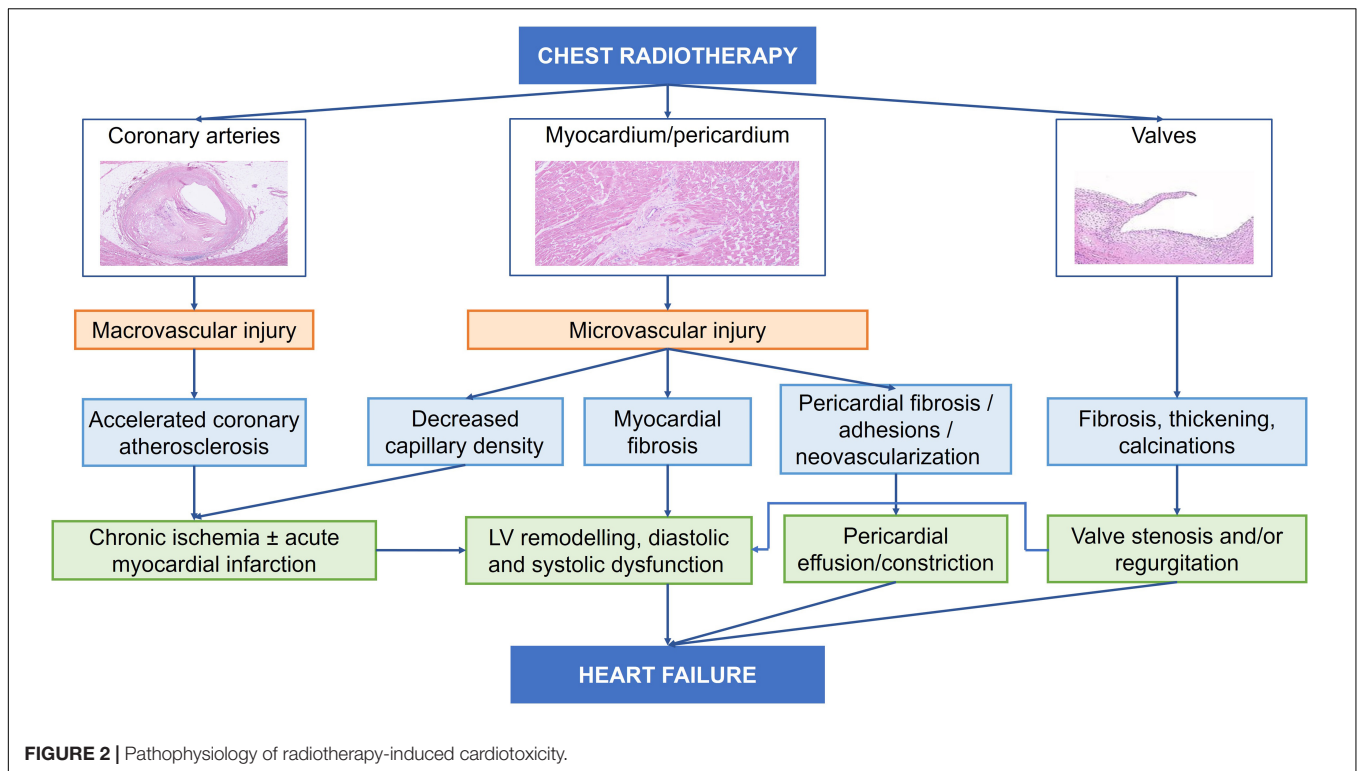 CHEST RADIOTHERAPY
Coronary arteries
Myocardium/pericardium
Valves
Macrovascular injury
Microvascular injury
Accelerated coronary
atherosclerosis
Decreased
capillary density
Myocardial
fibrosis
Pericardial fibrosis /
adhesions /
neovascularization
Fibrosis, thickening,
calcinations
Chronic ischemia ± acute
myocardial infarction
LV remodelling, diastolic
and systolic dysfunction
Pericardial
effusion/constriction
Valve stenosis and/or
regurgitation
HEART FAILURE
FIGURE 2 | Pathophysiology of radiotherapy-induced cardiotoxicity.